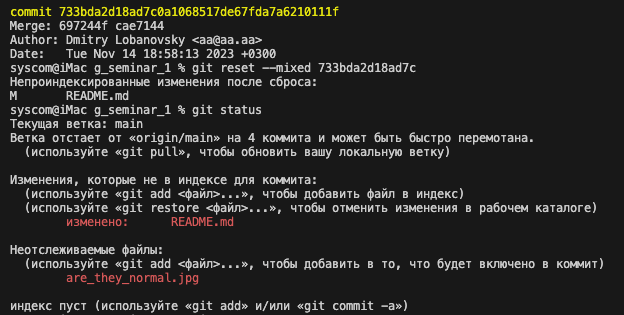 commit 733bda2d18ad7c0a1068517de67fda7a6210111f
Merge: 697244f cae7144
Author: Dmitry Lobanovsky <aa@aa.aa>
Date:   Tue Nov 14 18:58:13 2023 +0300
syscom@iMac g_seminar_1 % git reset --mixed 733bda2d18ad7c
Непроиндексированные изменения после сброса:
M       README.md
syscom@iMac g_seminar_1 % git status
Текущая ветка: main
Ветка отстает от «origin/main» на 4 коммита и может быть быстро перемотана.
  (используйте «git pull», чтобы обновить вашу локальную ветку)

Изменения, которые не в индексе для коммита:
  (используйте «git add <файл>...», чтобы добавить файл в индекс)
  (используйте «git restore <файл>...», чтобы отменить изменения в рабочем каталоге)
        изменено:      README.md

Неотслеживаемые файлы:
  (используйте «git add <файл>...», чтобы добавить в то, что будет включено в коммит)
        are_they_normal.jpg

индекс пуст (используйте «git add» и/или «git commit -a»)